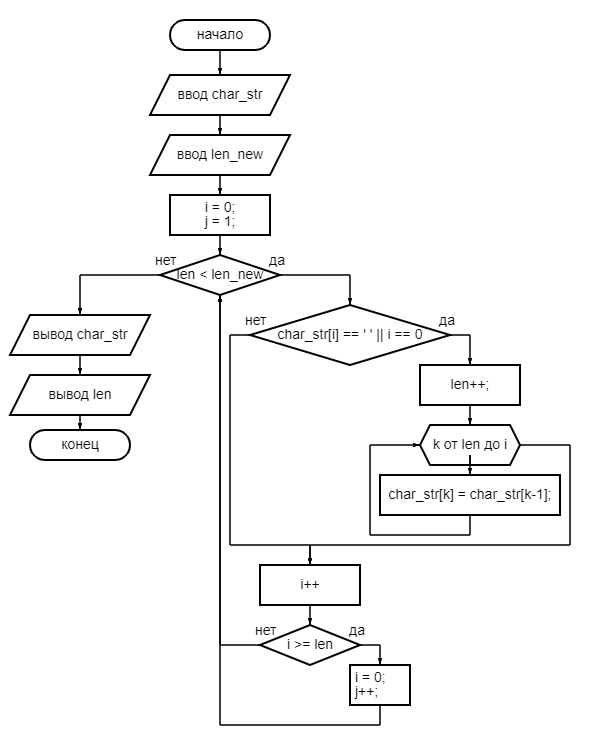 начало
ввод char_str
ввод len_new
i = 0;
j = 1;
нет
да
len < len_new
нет
да
char_str[i] == ' ' || i == 0
вывод char_str
len++;
вывод len
конец
k от len до i
char_str[k] = char_str[k-1];
i++
нет
да
i >= len
i = 0;
j++;